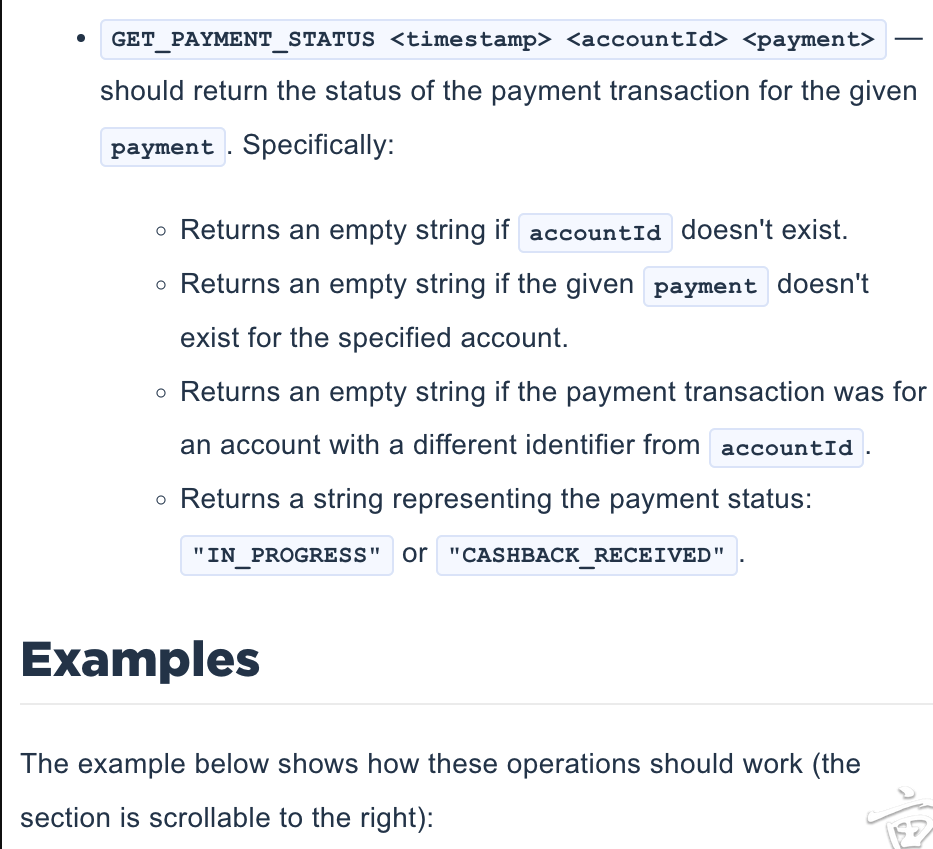 • GET_PAYMENT_STATUS <timestamp> <accountId> <payment> —
should return the status of the payment transaction for the given
payment. Specifically:
◦ Returns an empty string if accountId doesn't exist.
◦ Returns an empty string if the given payment doesn't
exist for the specified account.
◦ Returns an empty string if the payment transaction was for
an account with a different identifier from accountId.
◦ Returns a string representing the payment status:
"IN_PROGRESS" or "CASHBACK_RECEIVED".
Examples
The example below shows how these operations should work (the
section is scrollable to the right):